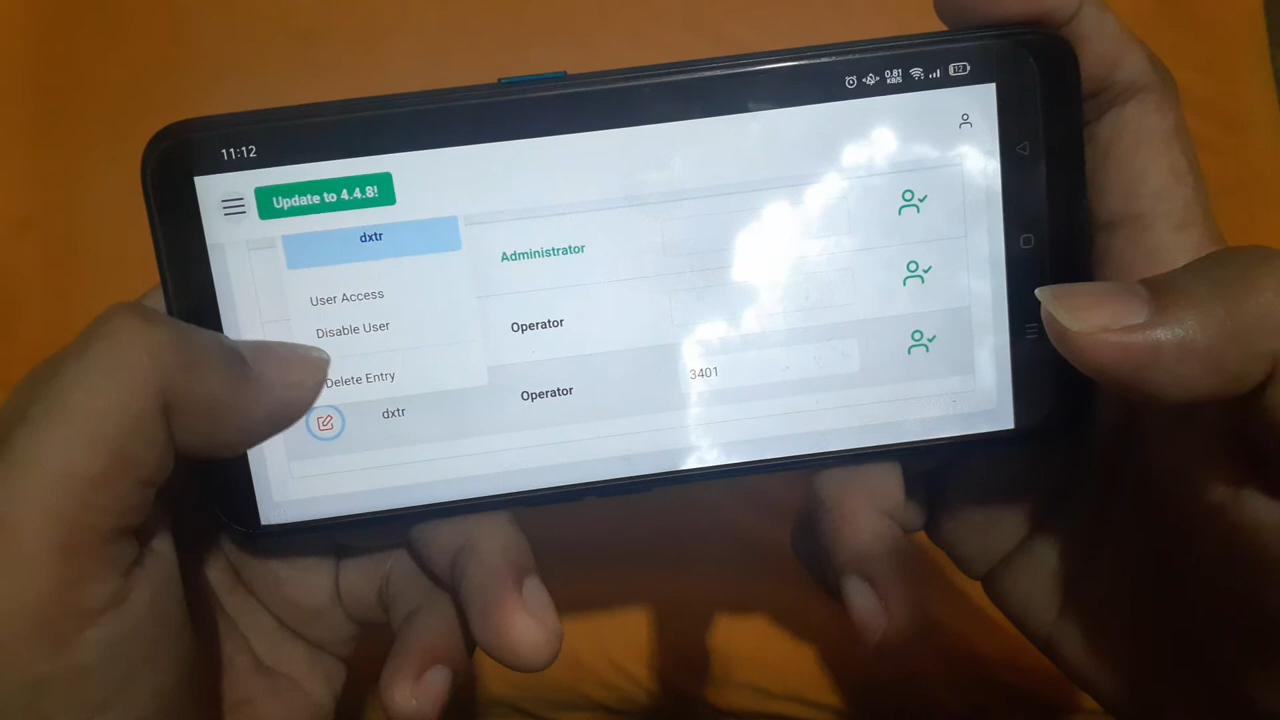 11:12
0.81
KB/S
12
Update to 4.4.8!
dxtr
Administrator
User Access
Disable User
Operator
Delete Entry
dxtr
Operator
3401